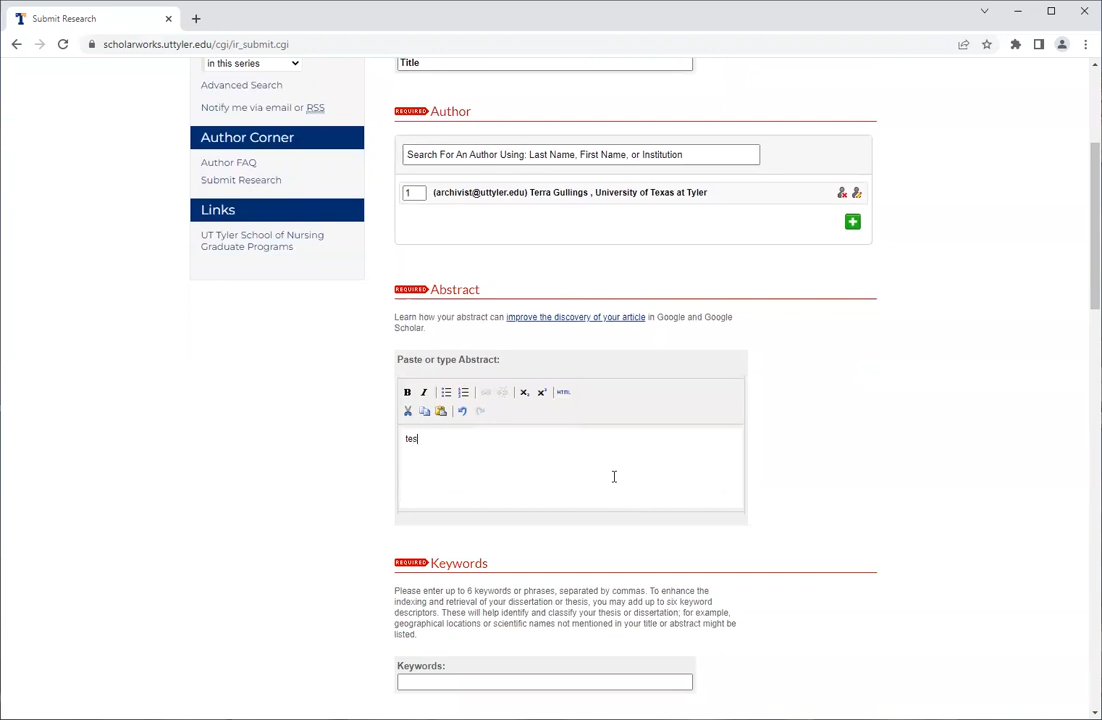 Submit Research
scholarworks.uttyler.edu/cgi/ir_submit.cgi
in this series
Advanced Search
Notify me via email or RSS
Author Corner
Author FAQ
Submit Research
Links
UT Tyler School of Nursing
Graduate Programs
Title
REQUIRED Author
Search For An Author Using: Last Name, First Name, or Institution
1 (archivist@uttyler.edu) Terra Gullings , University of Texas at Tyler
REQUIRED Abstract
Learn how your abstract can improve the discovery of your article in Google and Google
Scholar.
Paste or type Abstract:
B I X₂ X² HTML
tes
REQUIRED Keywords
Please enter up to 6 keywords or phrases, separated by commas. To enhance the
indexing and retrieval of your dissertation or thesis, you may add up to six keyword
descriptors. These will help identify and classify your thesis or dissertation; for example,
geographical locations or scientific names not mentioned in your title or abstract might be
listed.
Keywords: